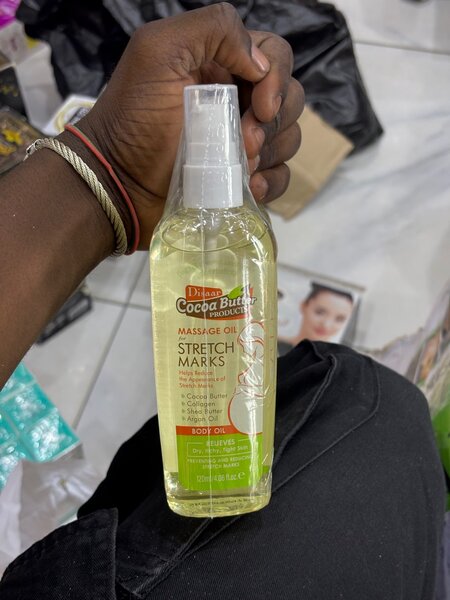 Disaar
Cocoa Butter
PRODUCTS
MASSAGE OIL
for
STRETCH
MARKS
Helps Reduce
the Appearance of
Stretch Marks
Cocoa Butter
Collagen
Shea Butter
Argan Oil
BODY OIL
RELIEVES
Dry, Itchy, Tight Skin
PREVENTING AND REDUCING
STRETCH MARKS
120ml/4.06 fl.oz e